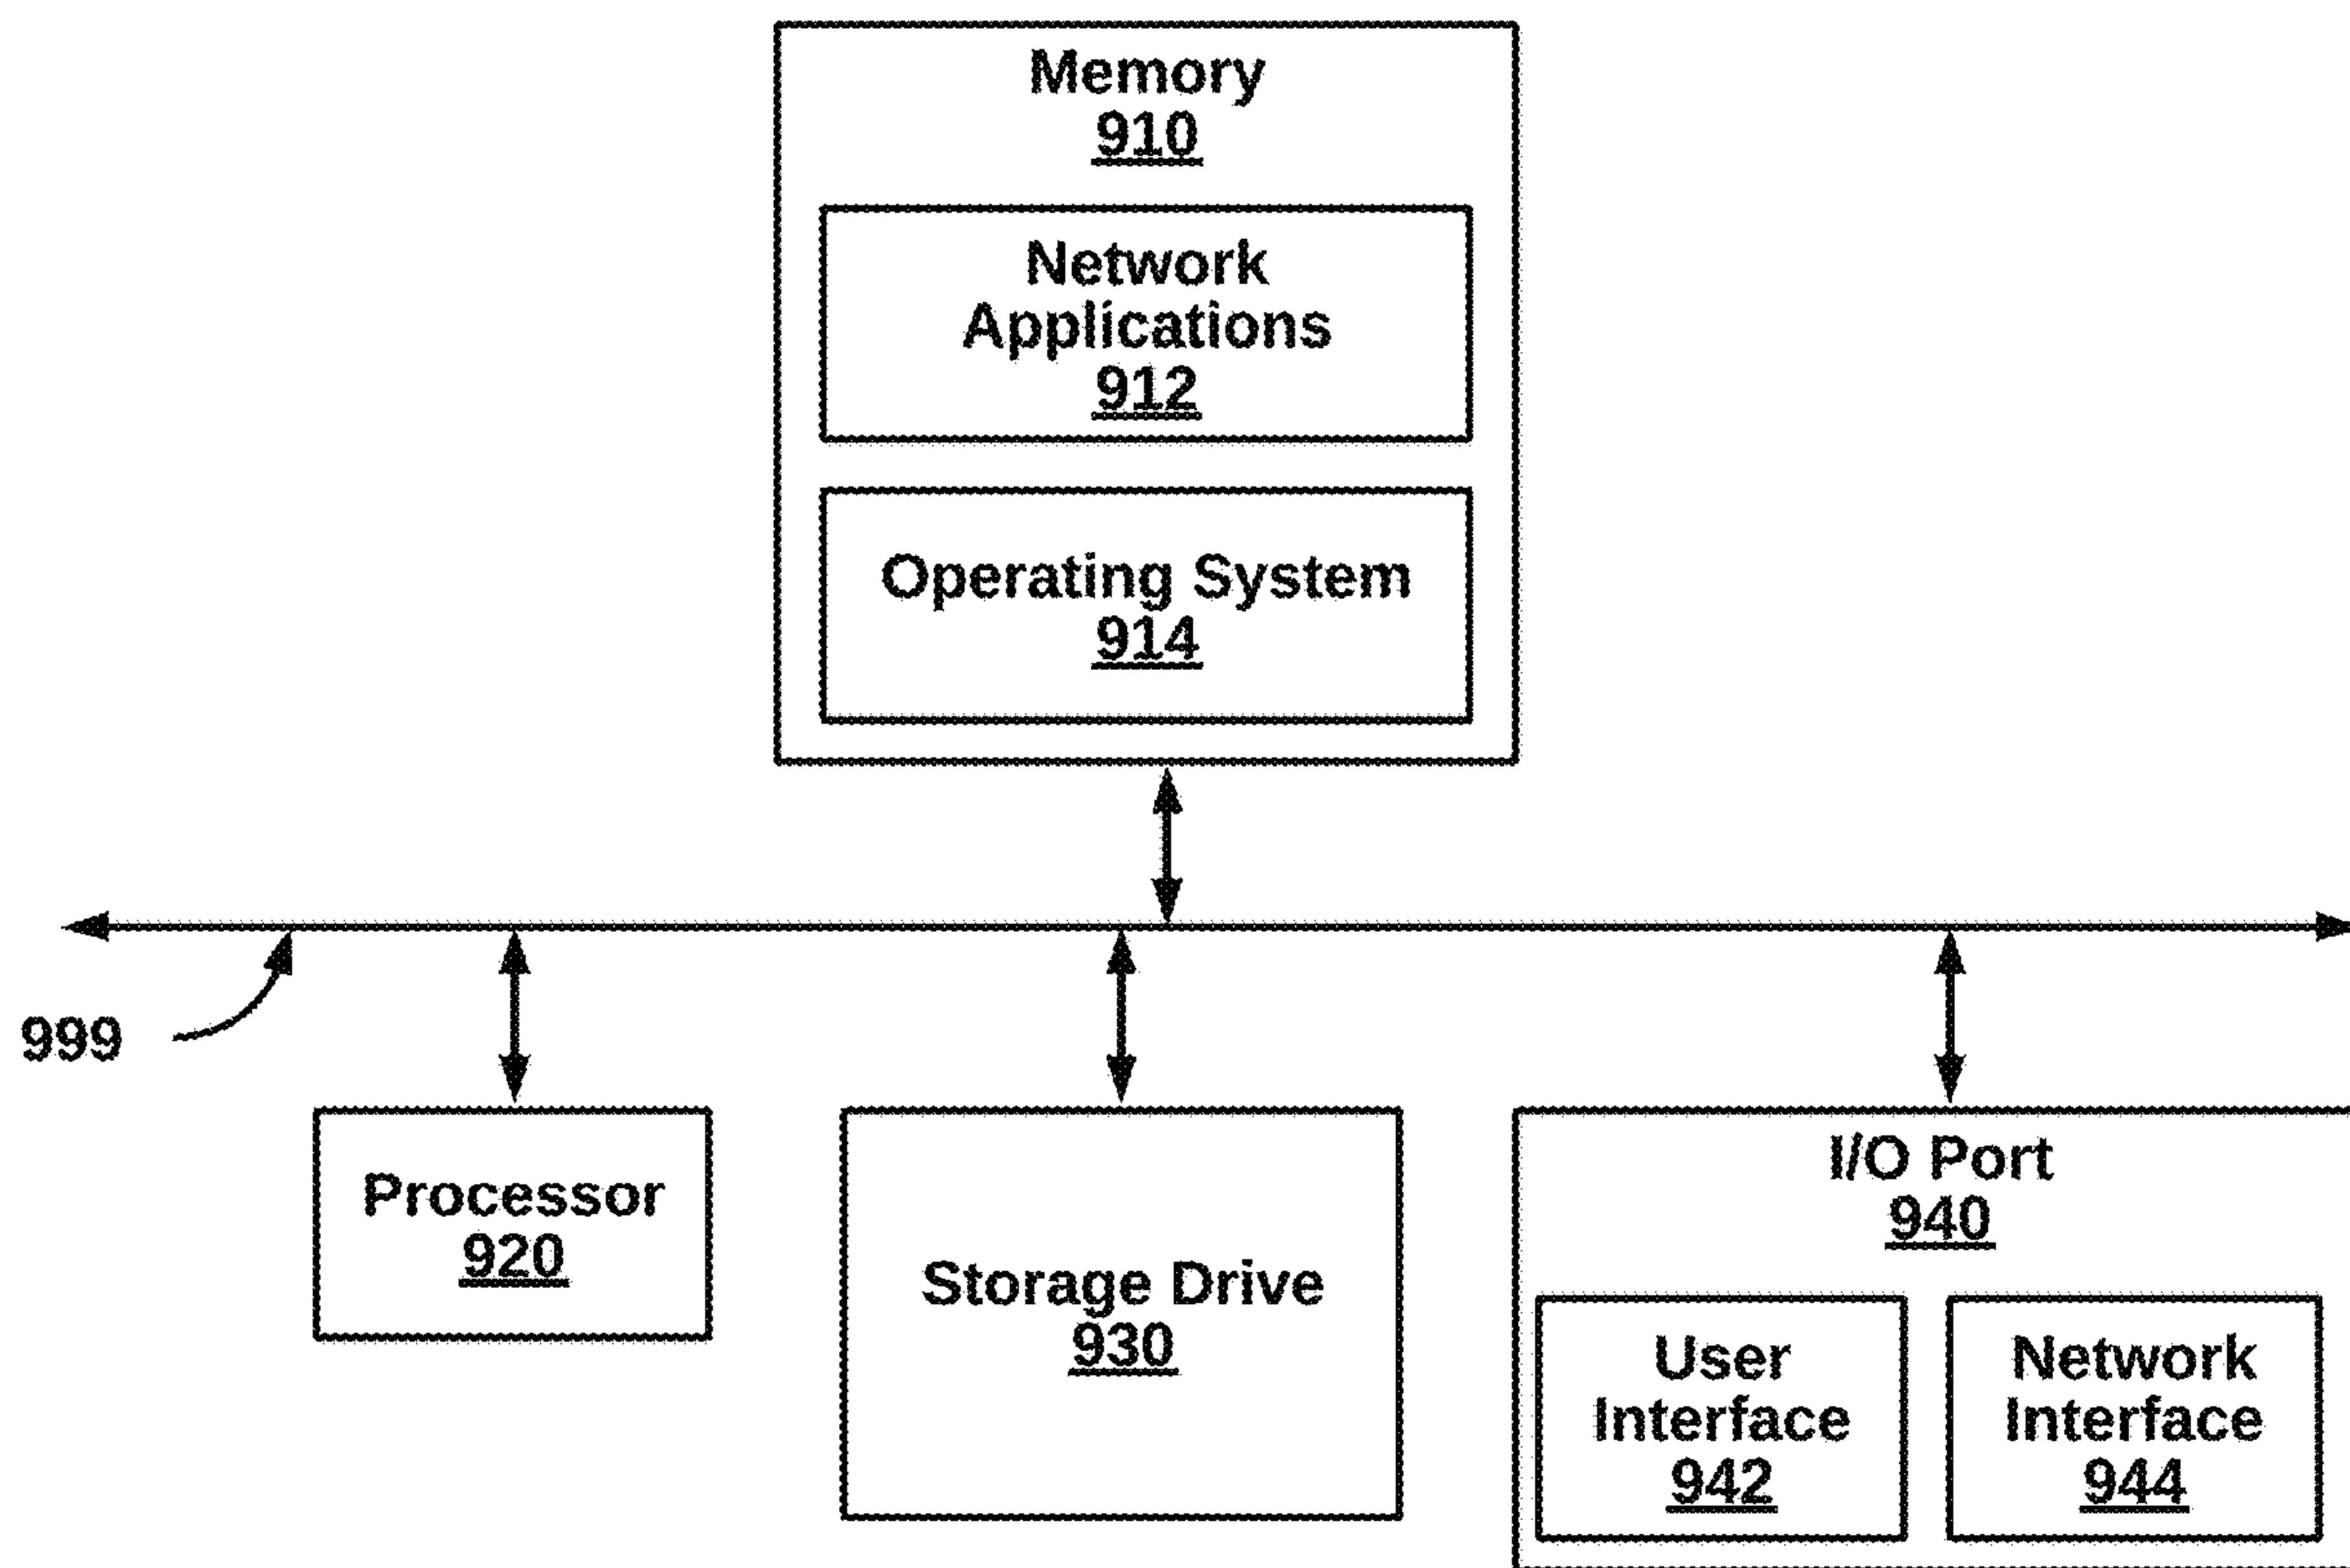 Memory
910
Network
Applications
912
Operating System
914
999
Processor
920
Storage Drive
930
I/O Port
940
User
Interface
942
Network
Interface
944